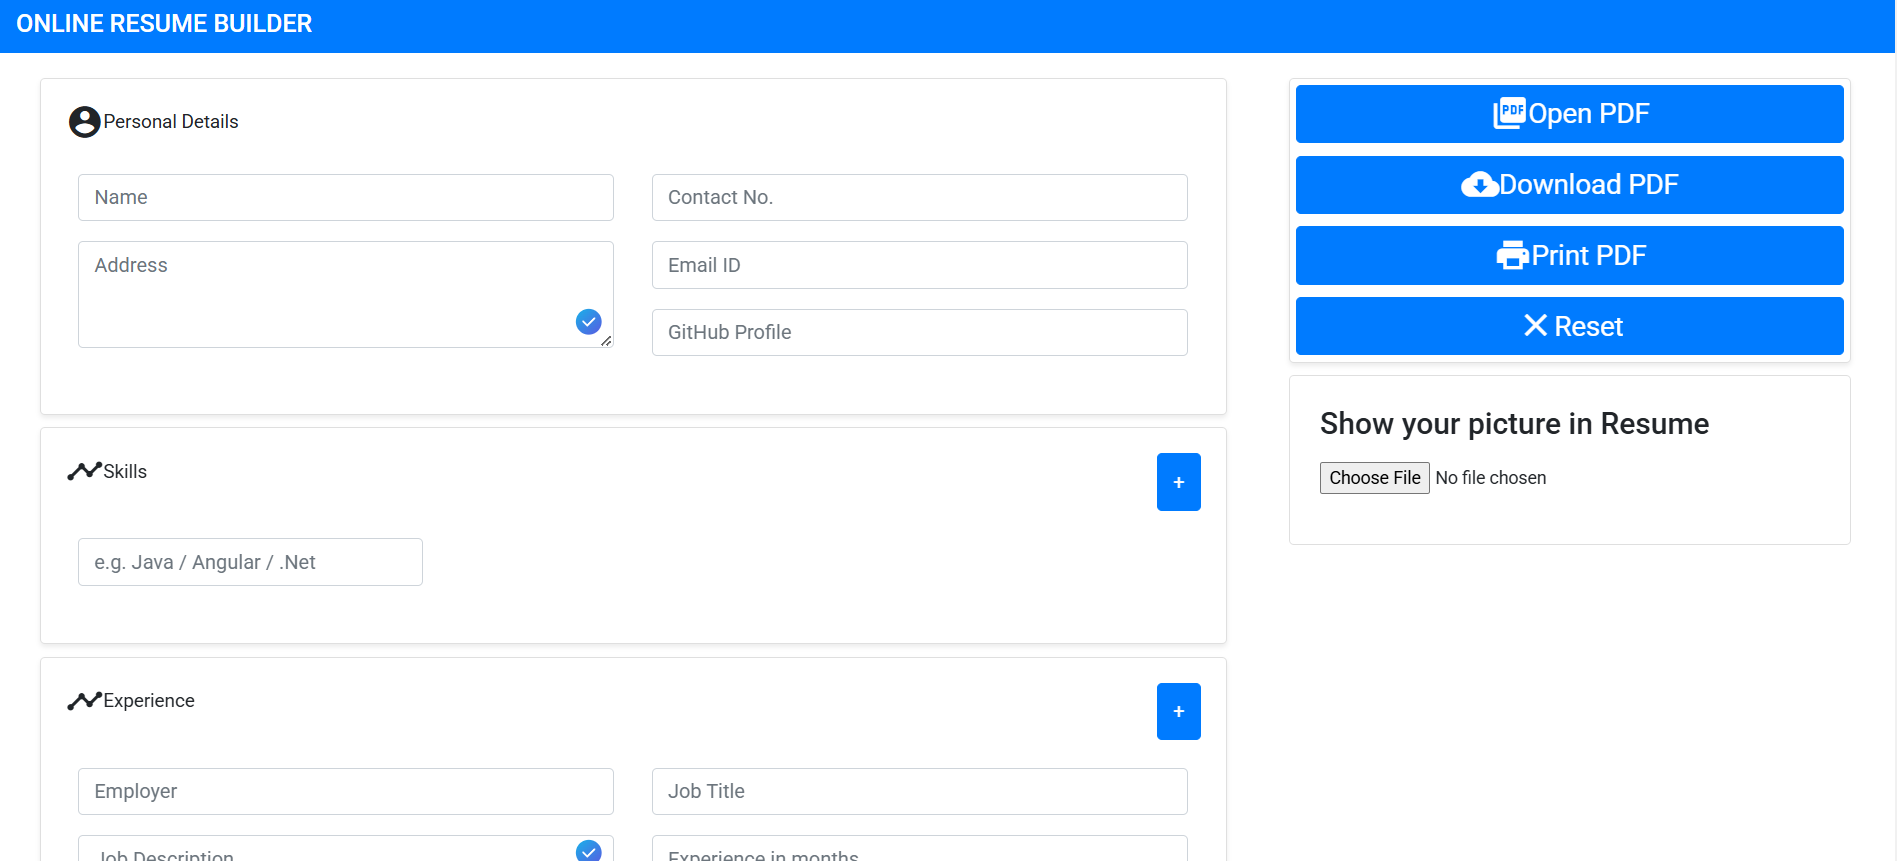 ONLINE RESUME BUILDER
Personal Details
Name
Contact No.
Address
Email ID
GitHub Profile
Skills
+
e.g. Java / Angular / .Net
Experience
+
Employer
Job Title
Job Description
Experience in months
PDF
Open PDF
Download PDF
Print PDF
Reset
Show your picture in Resume
Choose File No file chosen